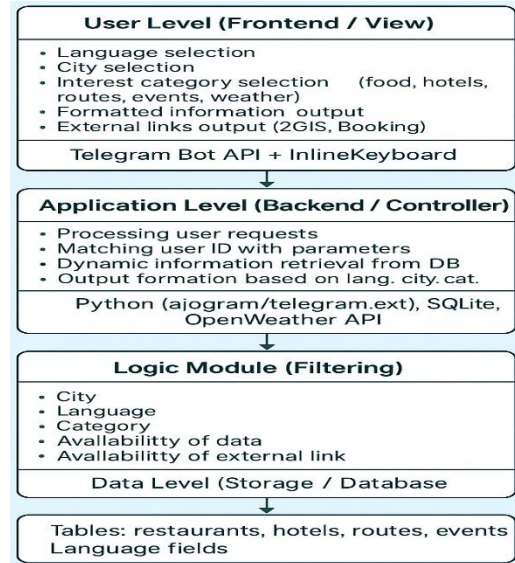 User Level (Frontend / View)
• Language selection
• City selection
• Interest category selection (food, hotels,
routes, events, weather)
• Formatted information output
• External links output (2GIS, Booking)
Telegram Bot API + InlineKeyboard
Application Level (Backend / Controller)
• Processing user requests
• Matching user ID with parameters
• Dynamic information retrieval from DB
• Output formation based on lang. city. cat.
Python (ajogram/telegram.ext), SQLite,
OpenWeather API
Logic Module (Filtering)
• City
• Language
• Category
• Availabilitty of data
• Availabilitty of external link
Data Level (Storage / Database
Tables: restaurants, hotels, routes, events
Language fields